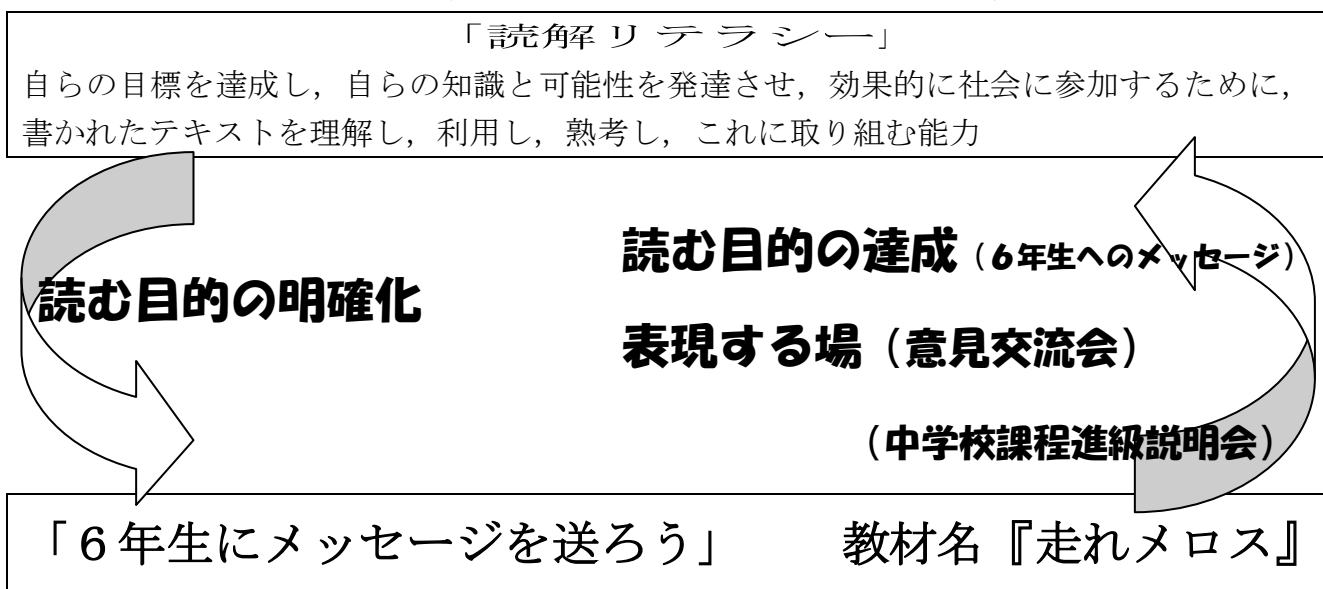 「読解リテラシー」
自らの目標を達成し，自らの知識と可能性を発達させ，効果的に社会に参加するために，
書かれたテキストを理解し，利用し，熟考し，これに取り組む能力
読む目的の明確化
読む目的の達成（６年生へのメッセージ）
表現する場（意見交流会）
（中学校課程進級説明会）
「６年生にメッセージを送ろう」　　教材名『走れメロス』